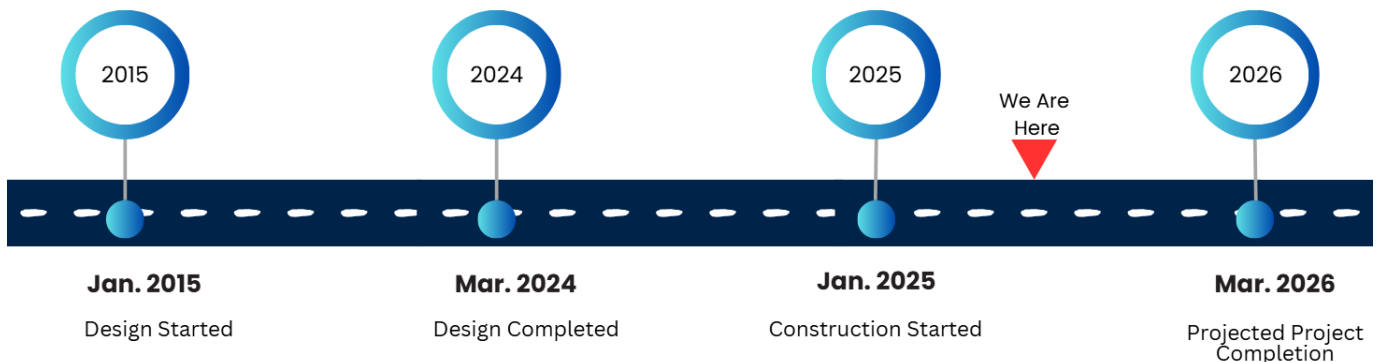 2015
2024
2025
2026
We Are
Here
Jan. 2015
Mar. 2024
Jan. 2025
Mar. 2026
Design Started
Design Completed
Construction Started
Projected Project
Completion